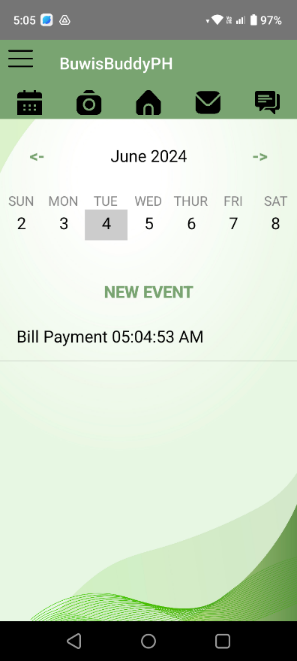 5:05 97%
BuwisBuddyPH
<- June 2024 ->
SUN MON TUE WED THUR FRI SAT
2 3 4 5 6 7 8
NEW EVENT
Bill Payment 05:04:53 AM